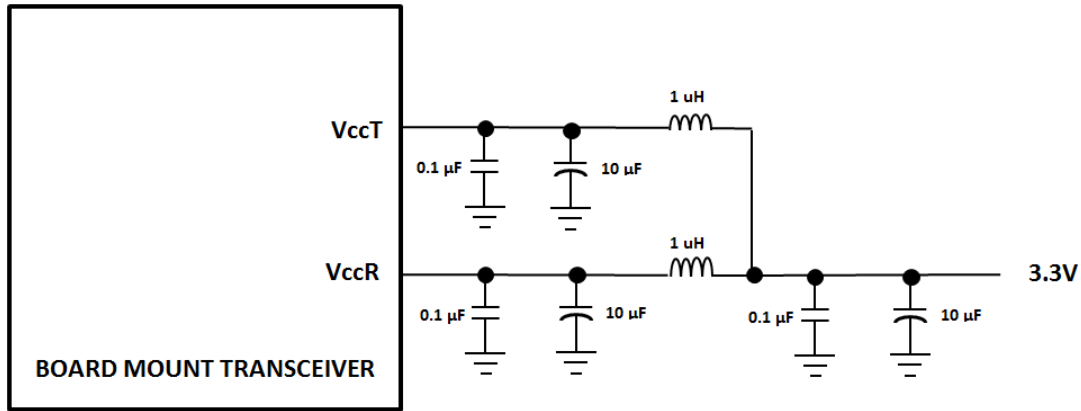 1 uH
VccT
0.1 µF
10 µF
1 uH
VccR
3.3V
0.1 µF
10 µF
0.1 µF
10 µF
BOARD MOUNT TRANSCEIVER